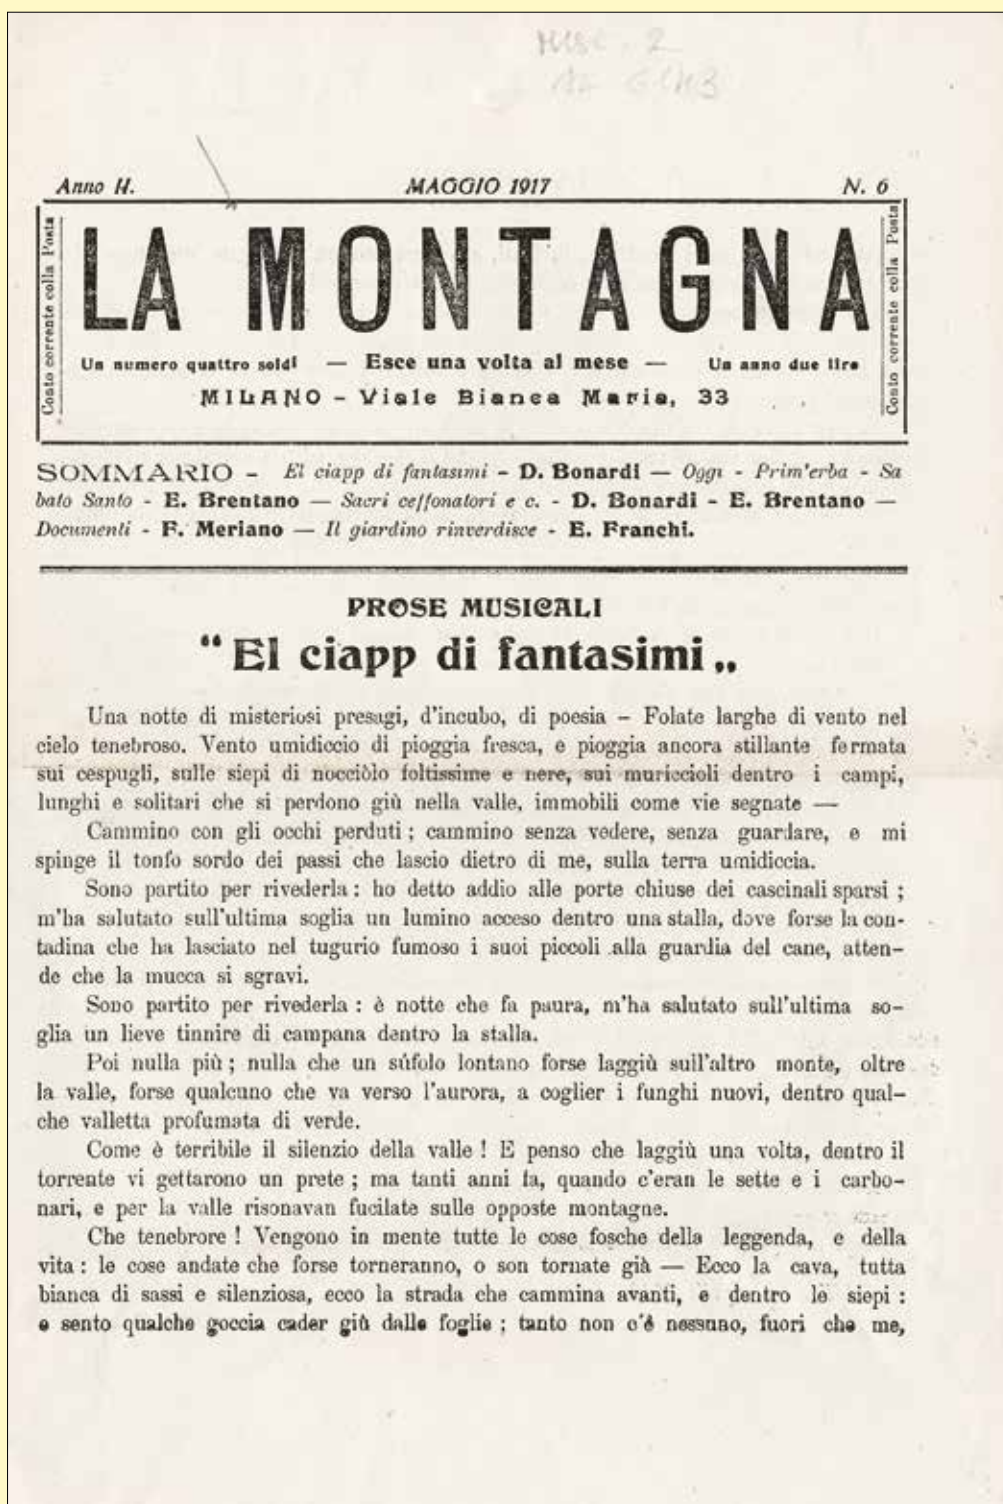 Anno II. MAGGIO 1917 N. 6
Conto corrente colla Posta
LA MONTAGNA
Conto corrente colla Posta
Un numero quattro soldi — Esce una volta al mese — Un anno due lire
MILANO - Viale Bianca Maria, 33
SOMMARIO - El ciapp di fantasimi - D. Bonardi — Oggi - Prim'erba - Sa
bato Santo - E. Brentano — Sacri ceffonatori e c. - D. Bonardi - E. Brentano —
Documenti - F. Meriano — Il giardino rinverdisce - E. Franchi.
PROSE MUSICALI
“ El ciapp di fantasimi „
Una notte di misteriosi presagi, d'incubo, di poesia - Folate larghe di vento nel
cielo tenebroso. Vento umidiccio di pioggia fresca, e pioggia ancora stillante fermata
sui cespugli, sulle siepi di nocciòlo foltissime e nere, sui muriccioli dentro i campi,
lunghi e solitari che si perdono giù nella valle, immobili come vie segnate —
Cammino con gli occhi perduti ; cammino senza vedere, senza guardare, e mi
spinge il tonfo sordo dei passi che lascio dietro di me, sulla terra umidiccia.
Sono partito per rivederla : ho detto addio alle porte chiuse dei cascinali sparsi ;
m'ha salutato sull'ultima soglia un lumino acceso dentro una stalla, dove forse la con-
tadina che ha lasciato nel tugurio fumoso i suoi piccoli alla guardia del cane, atten-
de che la mucca si sgravi.
Sono partito per rivederla : è notte che fa paura, m'ha salutato sull'ultima so-
glia un lieve tinnire di campana dentro la stalla.
Poi nulla più ; nulla che un súfolo lontano forse laggiù sull'altro monte, oltre
la valle, forse qualcuno che va verso l'aurora, a coglier i funghi nuovi, dentro qual-
che valletta profumata di verde.
Come è terribile il silenzio della valle ! E penso che laggiù una volta, dentro il
torrente vi gettarono un prete ; ma tanti anni fa, quando c'eran le sette e i carbo-
nari, e per la valle risonavan fucilate sulle opposte montagne.
Che tenebrore ! Vengono in mente tutte le cose fosche della leggenda, e della
vita : le cose andate che forse torneranno, o son tornate già — Ecco la cava, tutta
bianca di sassi e silenziosa, ecco la strada che cammina avanti, e dentro le siepi :
e sento qualche goccia cader giù dalle foglie ; tanto non c'è nessuno, fuori che me,